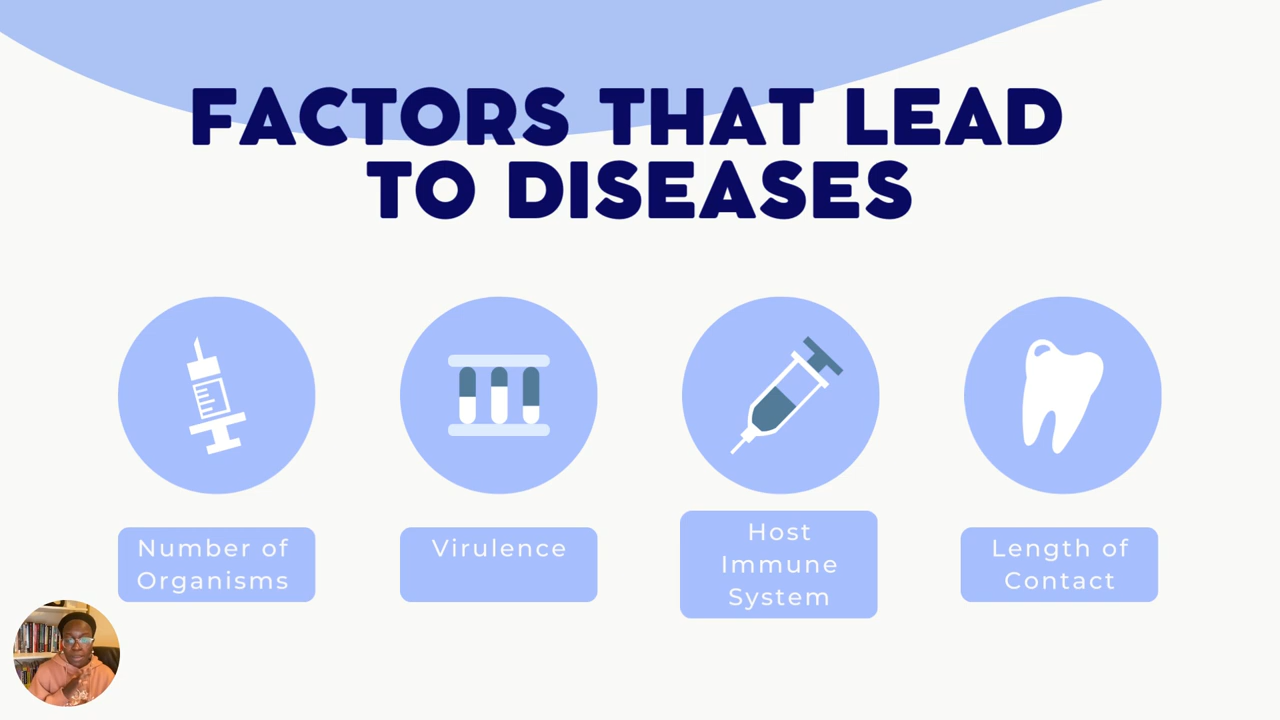 FACTORS THAT LEAD
TO DISEASES
Number of
Organisms
Virulence
Host
Immune
System
Length of
Contact